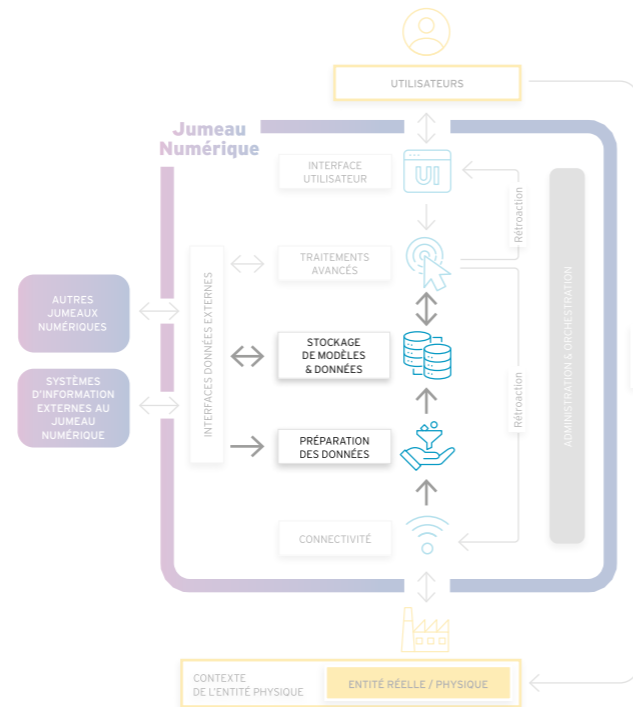 UTILISATEURS
Jumeau
Numérique
INTERFACE
UTILISATEUR
UI
Rétroaction
TRAITEMENTS
AVANCÉS
INTERFACES DONNÉES EXTERNES
ADMINISTRATION & ORCHESTRATION
AUTRES
JUMEAUX
NUMÉRIQUES
STOCKAGE
DE MODÈLES
& DONNÉES
SYSTÈMES
D'INFORMATION
EXTERNES AU
JUMEAU
NUMÉRIQUE
Rétroaction
PRÉPARATION
DES DONNÉES
CONNECTIVITÉ
CONTEXTE
DE L'ENTITÉ PHYSIQUE
ENTITÉ RÉELLE / PHYSIQUE